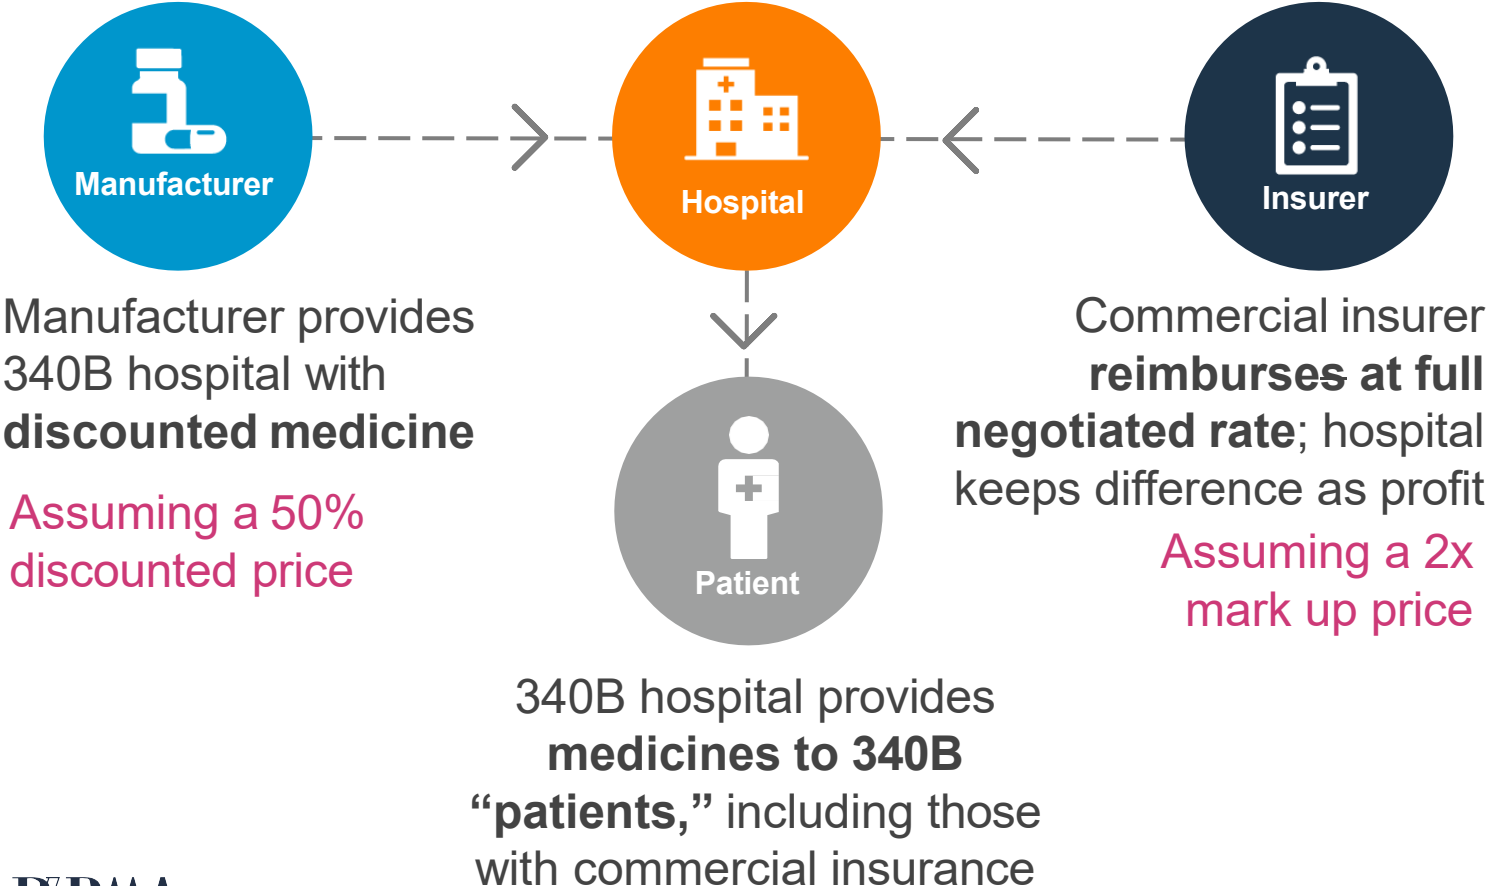 Manufacturer
Hospital
Insurer
Manufacturer provides
340B hospital with
discounted medicine
Assuming a 50%
discounted price
Commercial insurer
reimburses at full
negotiated rate; hospital
keeps difference as profit
Assuming a 2x
mark up price
Patient
340B hospital provides
medicines to 340B
“patients,” including those
with commercial insurance